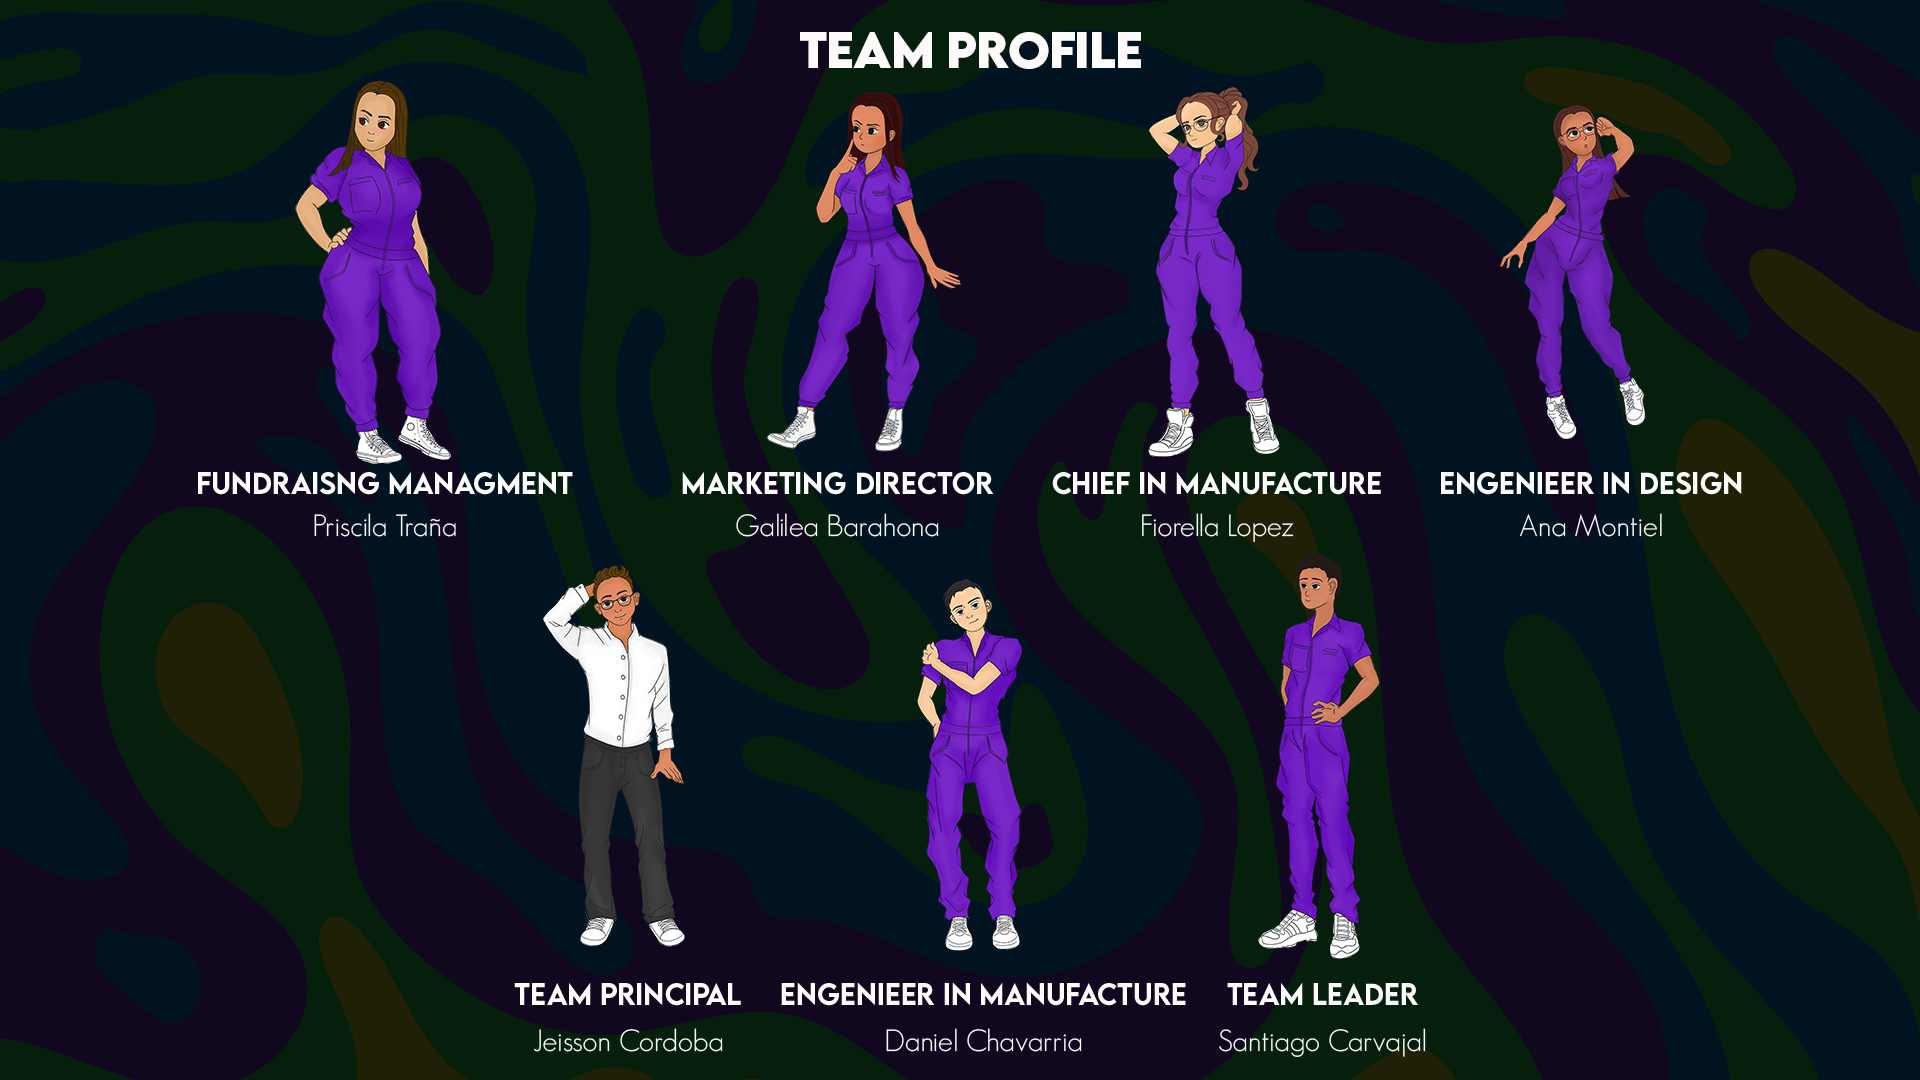 TEAM PROFILE
FUNDRAISNG MANAGMENT
Priscila Traña
MARKETING DIRECTOR
Galilea Barahona
CHIEF IN MANUFACTURE
Fiorella Lopez
ENGENIEER IN DESIGN
Ana Montiel
TEAM PRINCIPAL
Jeisson Cordoba
ENGENIEER IN MANUFACTURE
Daniel Chavarria
TEAM LEADER
Santiago Carvajal